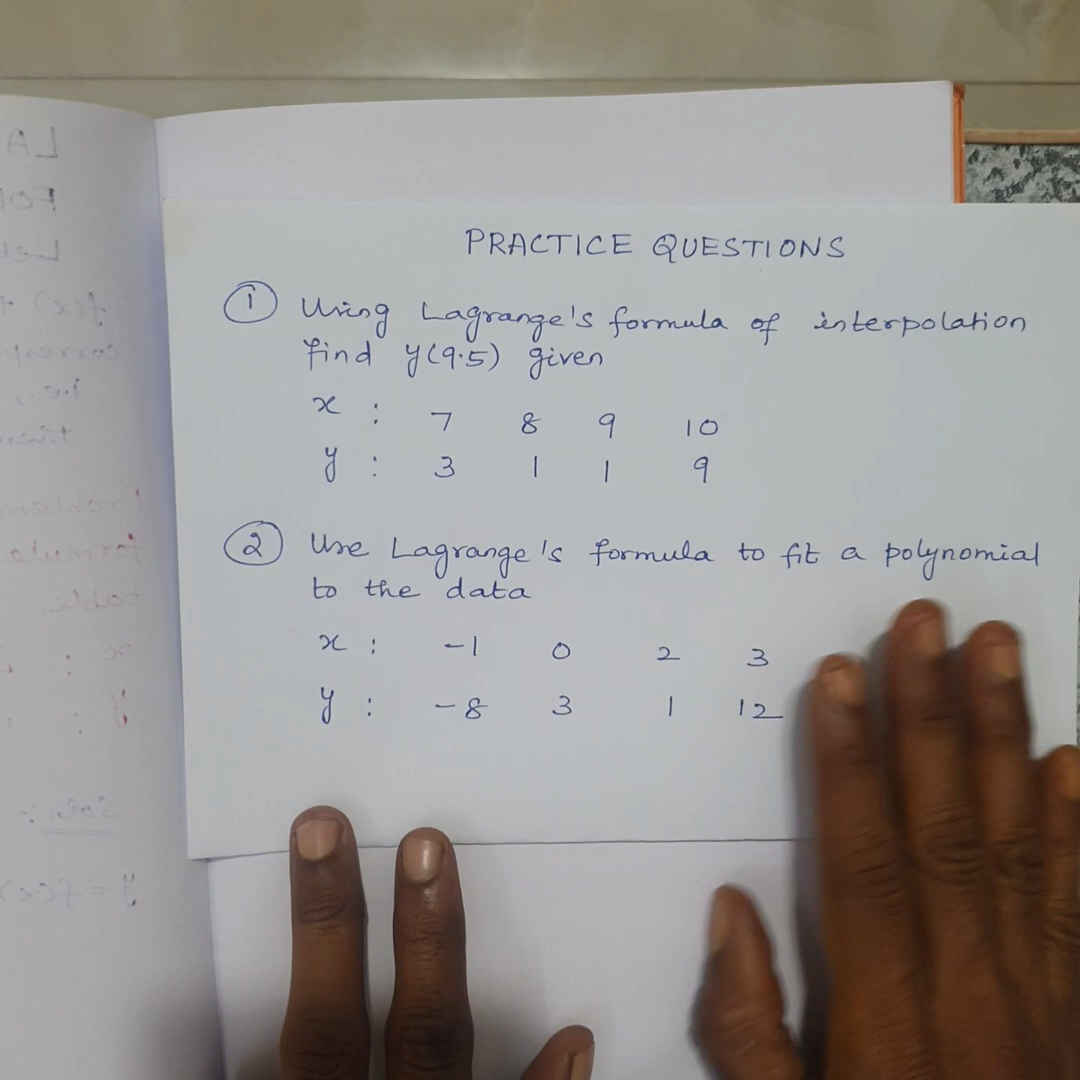 PRACTICE QUESTIONS
① Using Lagrange's formula of interpolation
find y(9.5) given
x : 7 8 9 10
y : 3 1 1 9
② Use Lagrange's formula to fit a polynomial
to the data
x : -1 0 2 3
y : -8 3 1 12